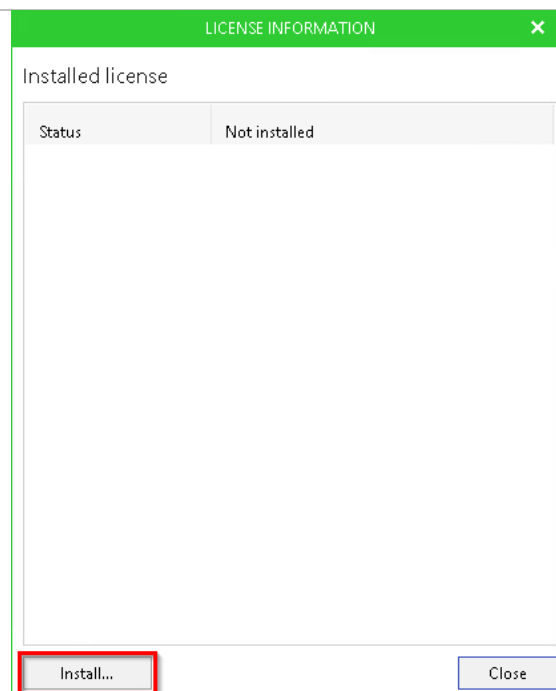 LICENSE INFORMATION
Installed license
Status Not installed
Install... Close